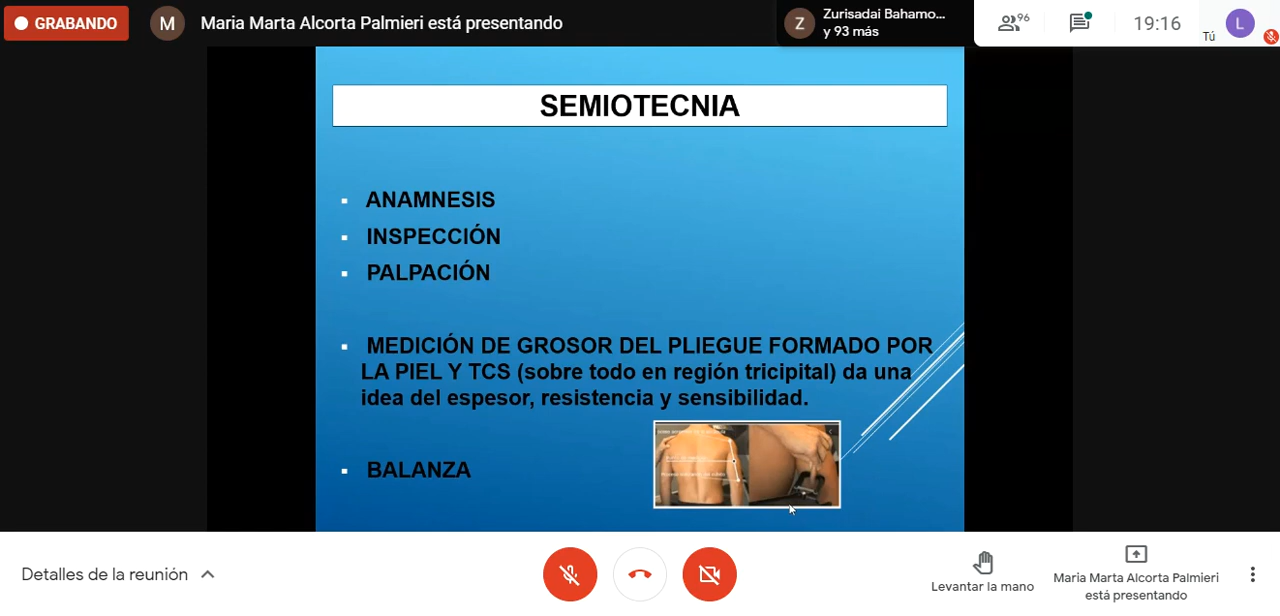 GRABANDO
M
Maria Marta Alcorta Palmieri está presentando
Z
Zurisadai Bahamo...
y 93 más
96
19:16
Tú
L
SEMIOTECNIA
▪ ANAMNESIS
▪ INSPECCIÓN
▪ PALPACIÓN
▪ MEDICIÓN DE GROSOR DEL PLIEGUE FORMADO POR
LA PIEL Y TCS (sobre todo en región tricipital) da una
idea del espesor, resistencia y sensibilidad.
▪ BALANZA
Detalles de la reunión
Levantar la mano
Maria Marta Alcorta Palmieri
está presentando